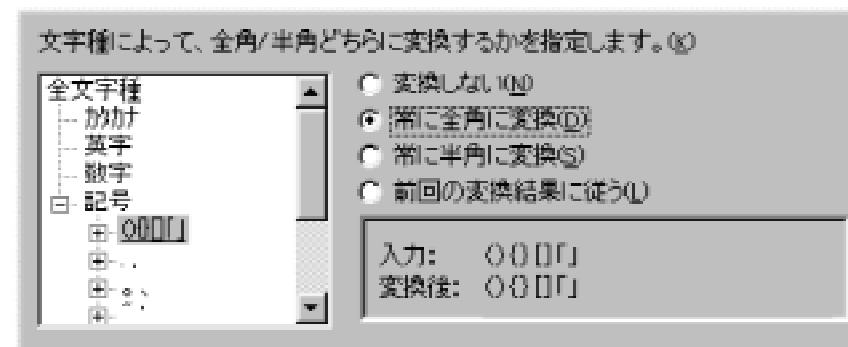 文字種によって、全角/半角どちらに変換するかを指定します。(K)
全文字種
カタカナ
英字
数字
記号
(){}[]「」
. ,
。、
変換しない(N)
常に全角に変換(D)
常に半角に変換(S)
前回の変換結果に従う(L)
入力: (){}[]「」
変換後: (){}[]「」